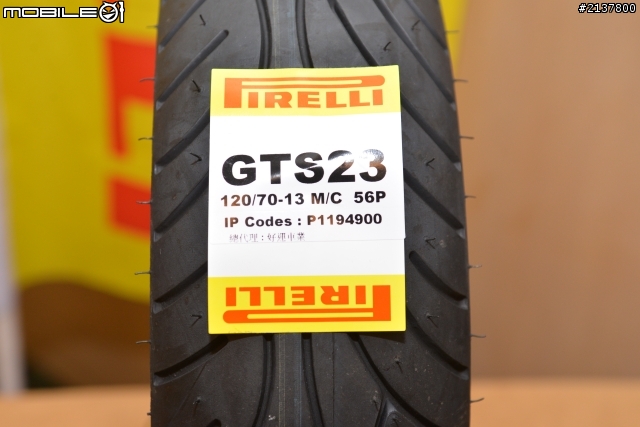 MOBILE01
#2137800
PIRELLI
GTS23
120/70-13 M/C 56P
IP Codes : P1194900
總代理：好運車業
PIRELLI